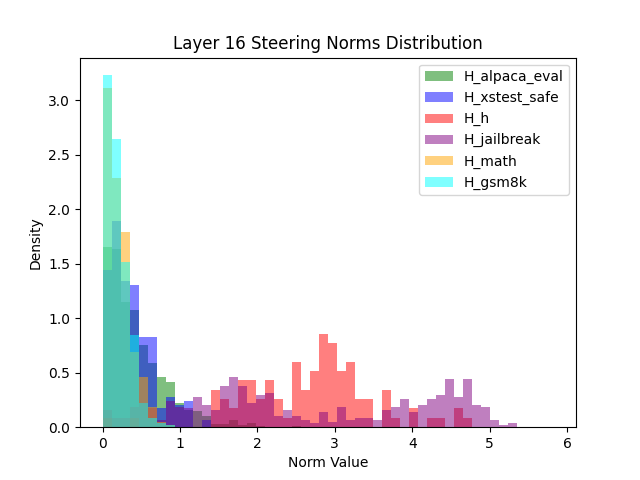 Layer 16 Steering Norms Distribution
H_alpaca_eval
H_xstest_safe
H_h
H_jailbreak
H_math
H_gsm8k
Density
3.0
2.5
2.0
1.5
1.0
0.5
0.0
0 1 2 3 4 5 6
Norm Value